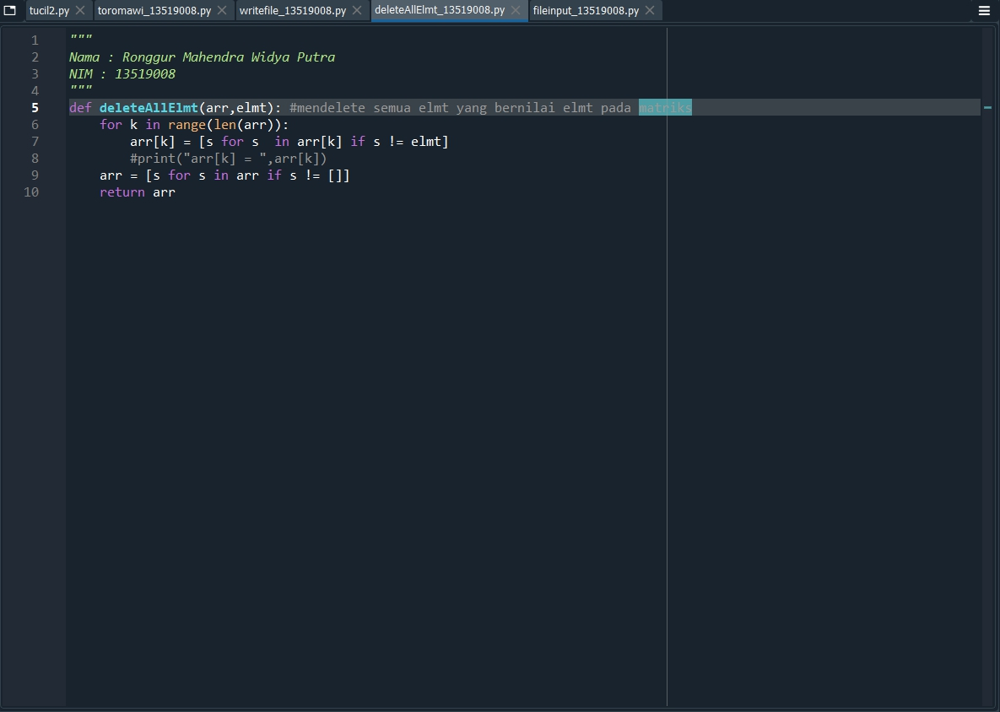 tucil2.py toromawi_13519008.py writefile_13519008.py deleteAllElmt_13519008.py fileinput_13519008.py
1 """
2 Nama : Ronggur Mahendra Widya Putra
3 NIM : 13519008
4 """
5 def deleteAllElmt(arr,elmt): #mendelete semua elmt yang bernilai elmt pada matriks
6     for k in range(len(arr)):
7         arr[k] = [s for s  in arr[k] if s != elmt]
8         #print("arr[k] = ",arr[k])
9     arr = [s for s in arr if s != []]
10     return arr